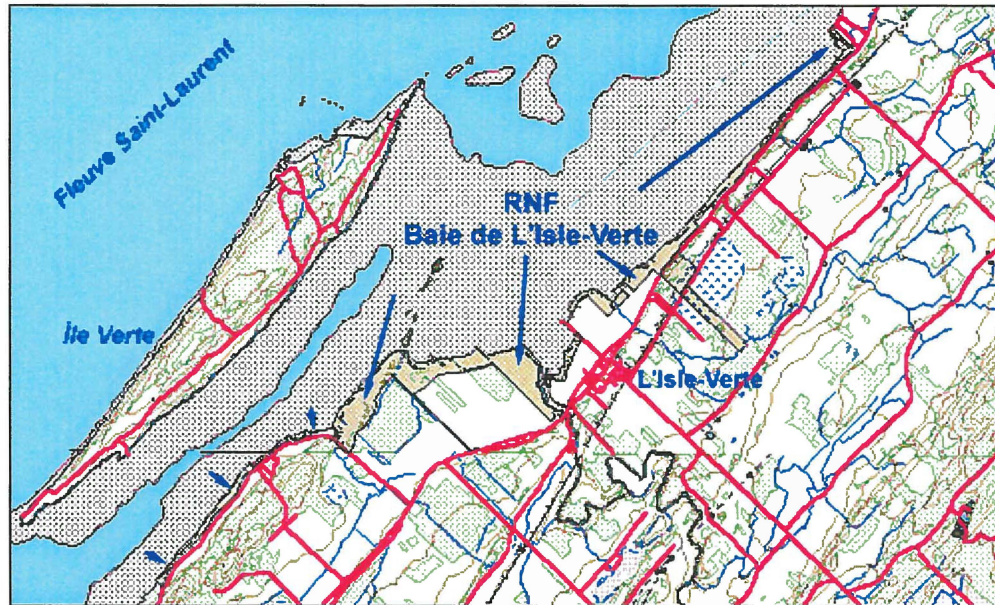 Fleuve Saint-Laurent
RNF
Baie de L'Isle-Verte
Île Verte
L'Isle-Verte